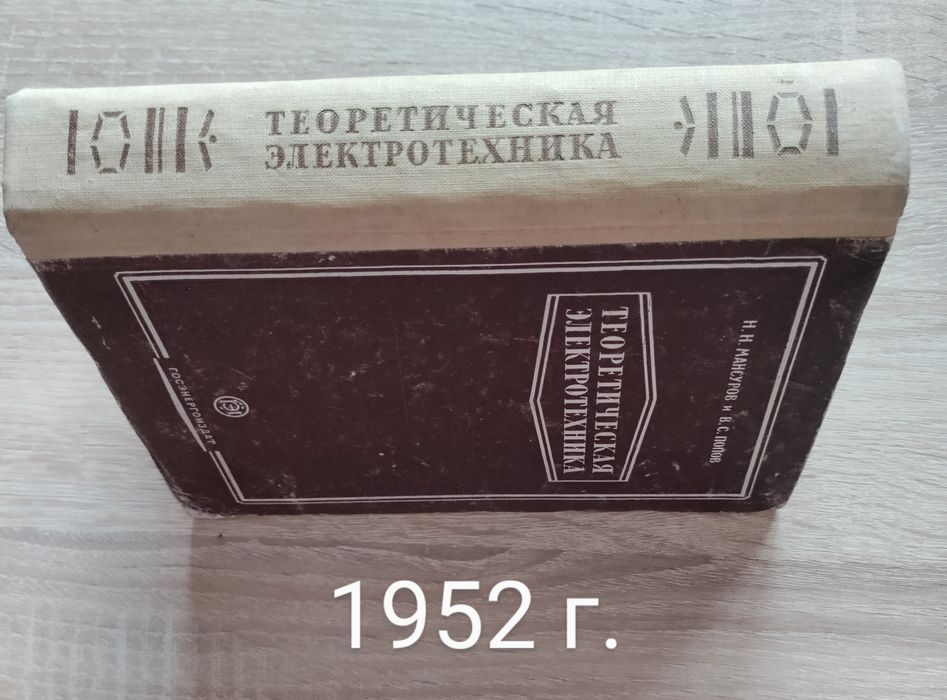 ТЕОРЕТИЧЕСКАЯ
ЭЛЕКТРОТЕХНИКА
Н. Н. МАНСУРОВ И В. С. ПОПОВ
ТЕОРЕТИЧЕСКАЯ
ЭЛЕКТРОТЕХНИКА
ГОСЭНЕРГОИЗДАТ
1952 г.